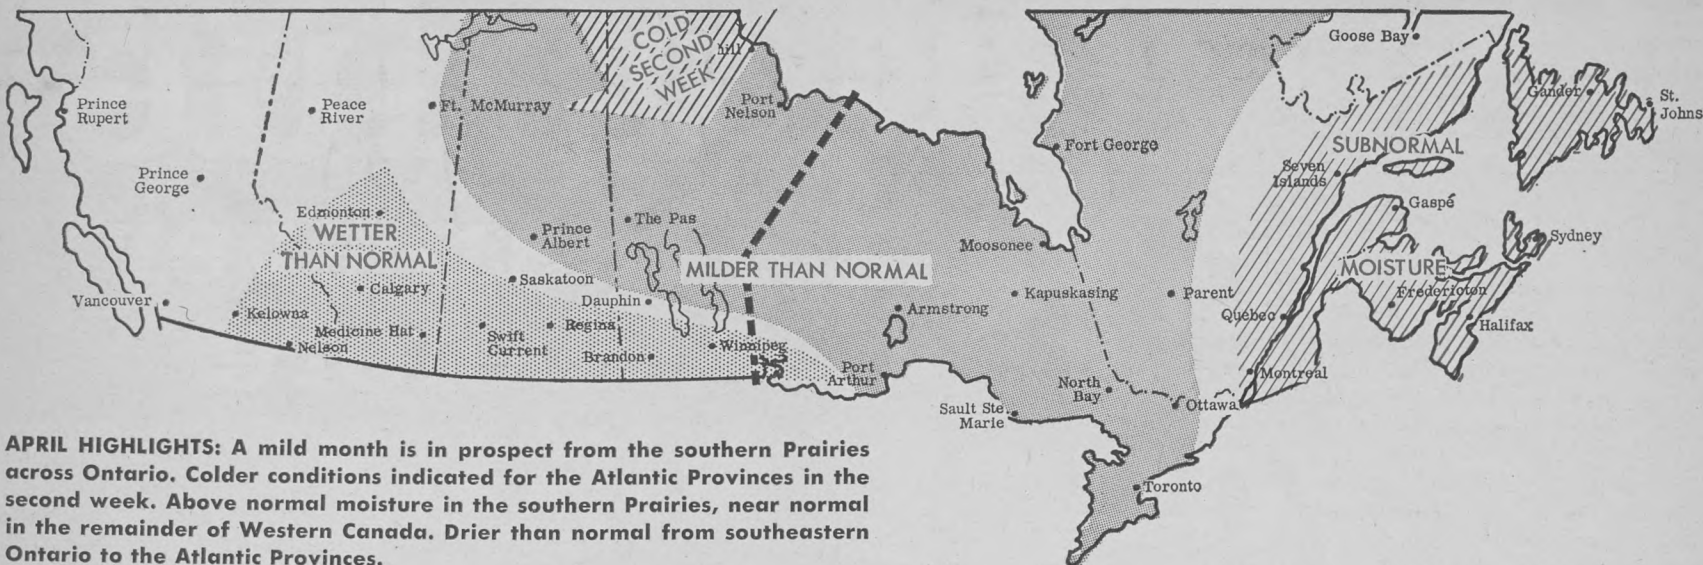 COLD
SECOND
WEEK
hill
Goose Bay
Prince
Rupert
Peace
River
Ft. McMurray
Port
Nelson
Gander
St.
Johns
Fort George
SUBNORMAL
Prince
George
Seven
Islands
Edmonton
The Pas
Gaspé
WETTER
THAN NORMAL
Prince
Albert
Moosonee
Sydney
MILDER THAN NORMAL
MOISTURE
Saskatoon
Calgary
Kapuskasing
Parent
Fredericton
Vancouver
Dauphin
Armstrong
Kelowna
Quebec
Halifax
Medicine Hat
Swift
Current
Regina
Nelson
Brandon
Winnipeg
Port
Arthur
Montreal
North
Bay
Ottawa
Sault Ste.
Marie
Toronto
APRIL HIGHLIGHTS: A mild month is in prospect from the southern Prairies
across Ontario. Colder conditions indicated for the Atlantic Provinces in the
second week. Above normal moisture in the southern Prairies, near normal
in the remainder of Western Canada. Drier than normal from southeastern
Ontario to the Atlantic Provinces.